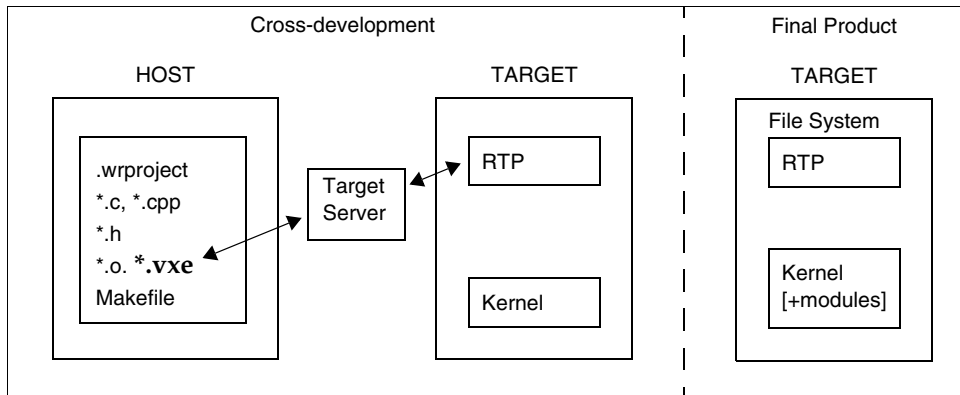 Cross-development
Final Product
HOST
TARGET
TARGET
.wrproject
*.c, *.cpp
*.h
*.o. *.vxe
Makefile
Target
Server
RTP
Kernel
File System
RTP
Kernel
[+modules]